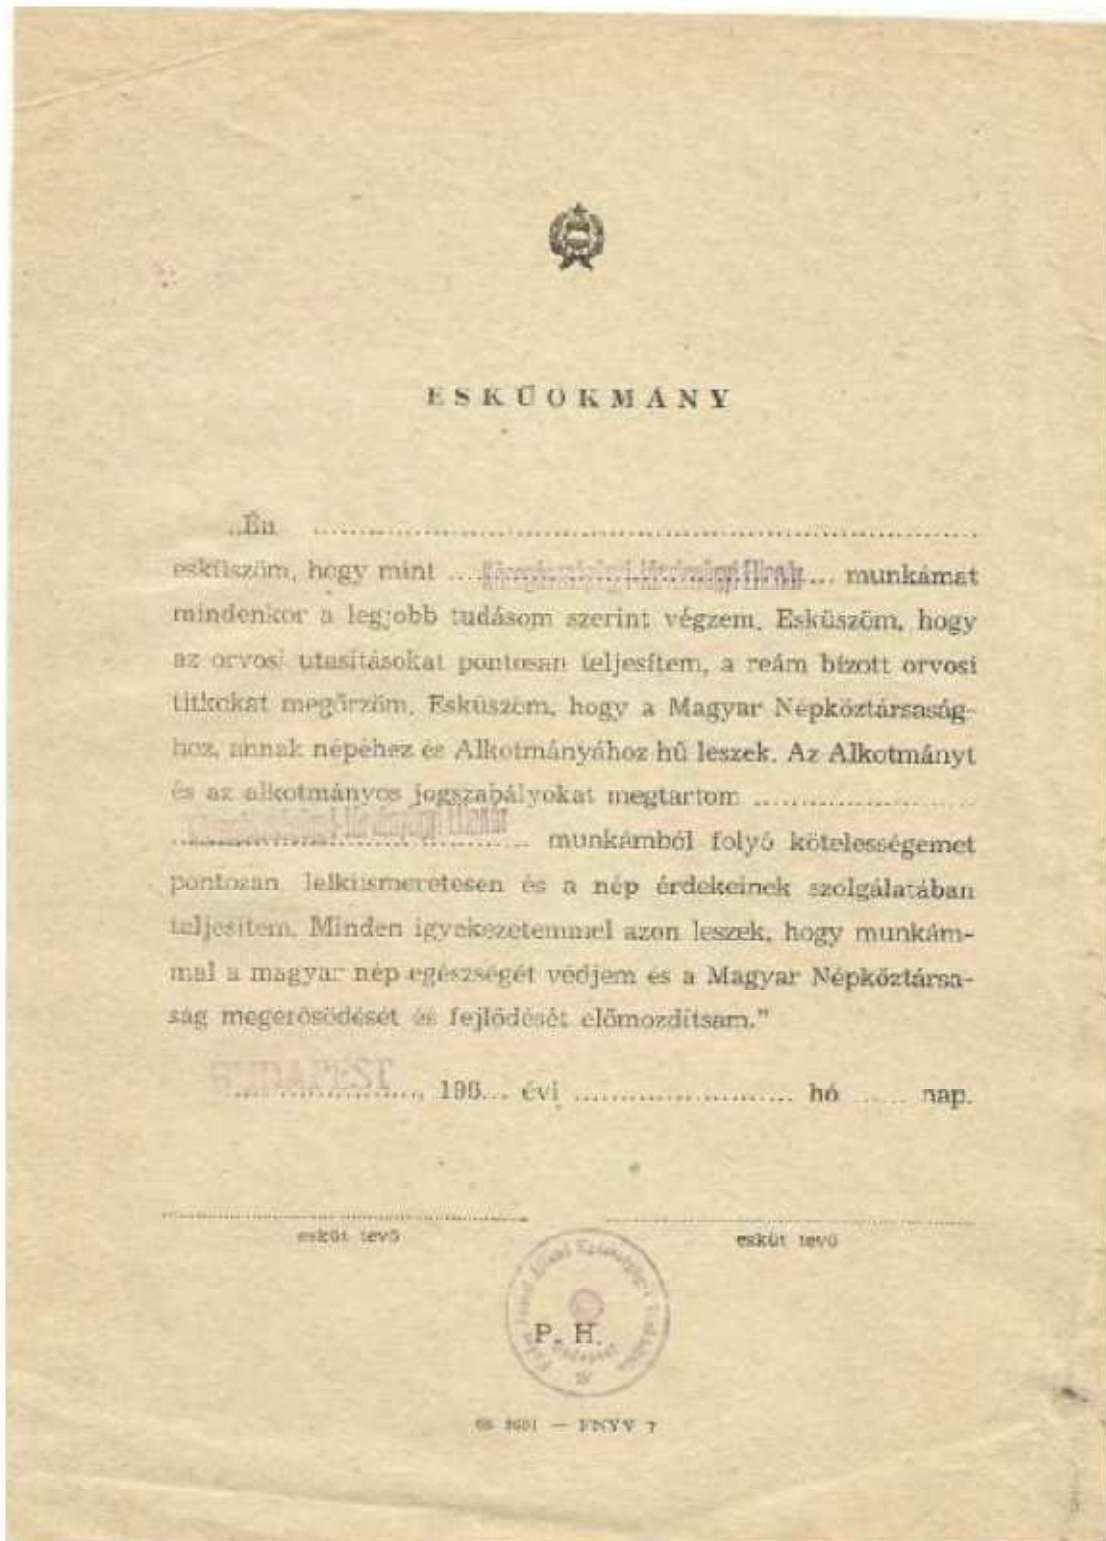 ESKÜOKMÁNY
„Én ........................................
esküszöm, hogy mint ........ munkámat
mindenkor a legjobb tudásom szerint végzem. Esküszöm, hogy
az orvosi utasításokat pontosan teljesítem, a reám bízott orvosi
titkokat megőrzöm. Esküszöm, hogy a Magyar Népköztársaság-
hoz, annak népéhez és Alkotmányához hű leszek. Az Alkotmányt
és az alkotmányos jogszabályokat megtartom ........
........ munkámból folyó kötelességemet
pontosan, lelkiismeretesen és a nép érdekeinek szolgálatában
teljesítem. Minden igyekezetemmel azon leszek, hogy munkám-
mal a magyar nép egészségét védjem és a Magyar Népköztársa-
ság megerősödését és fejlődését előmozdítsam."
BUDAPEST, 196... évi ........ hó ...... nap.
esküt tevő esküt tevő
P. H.
Budapest
— FNYV 7